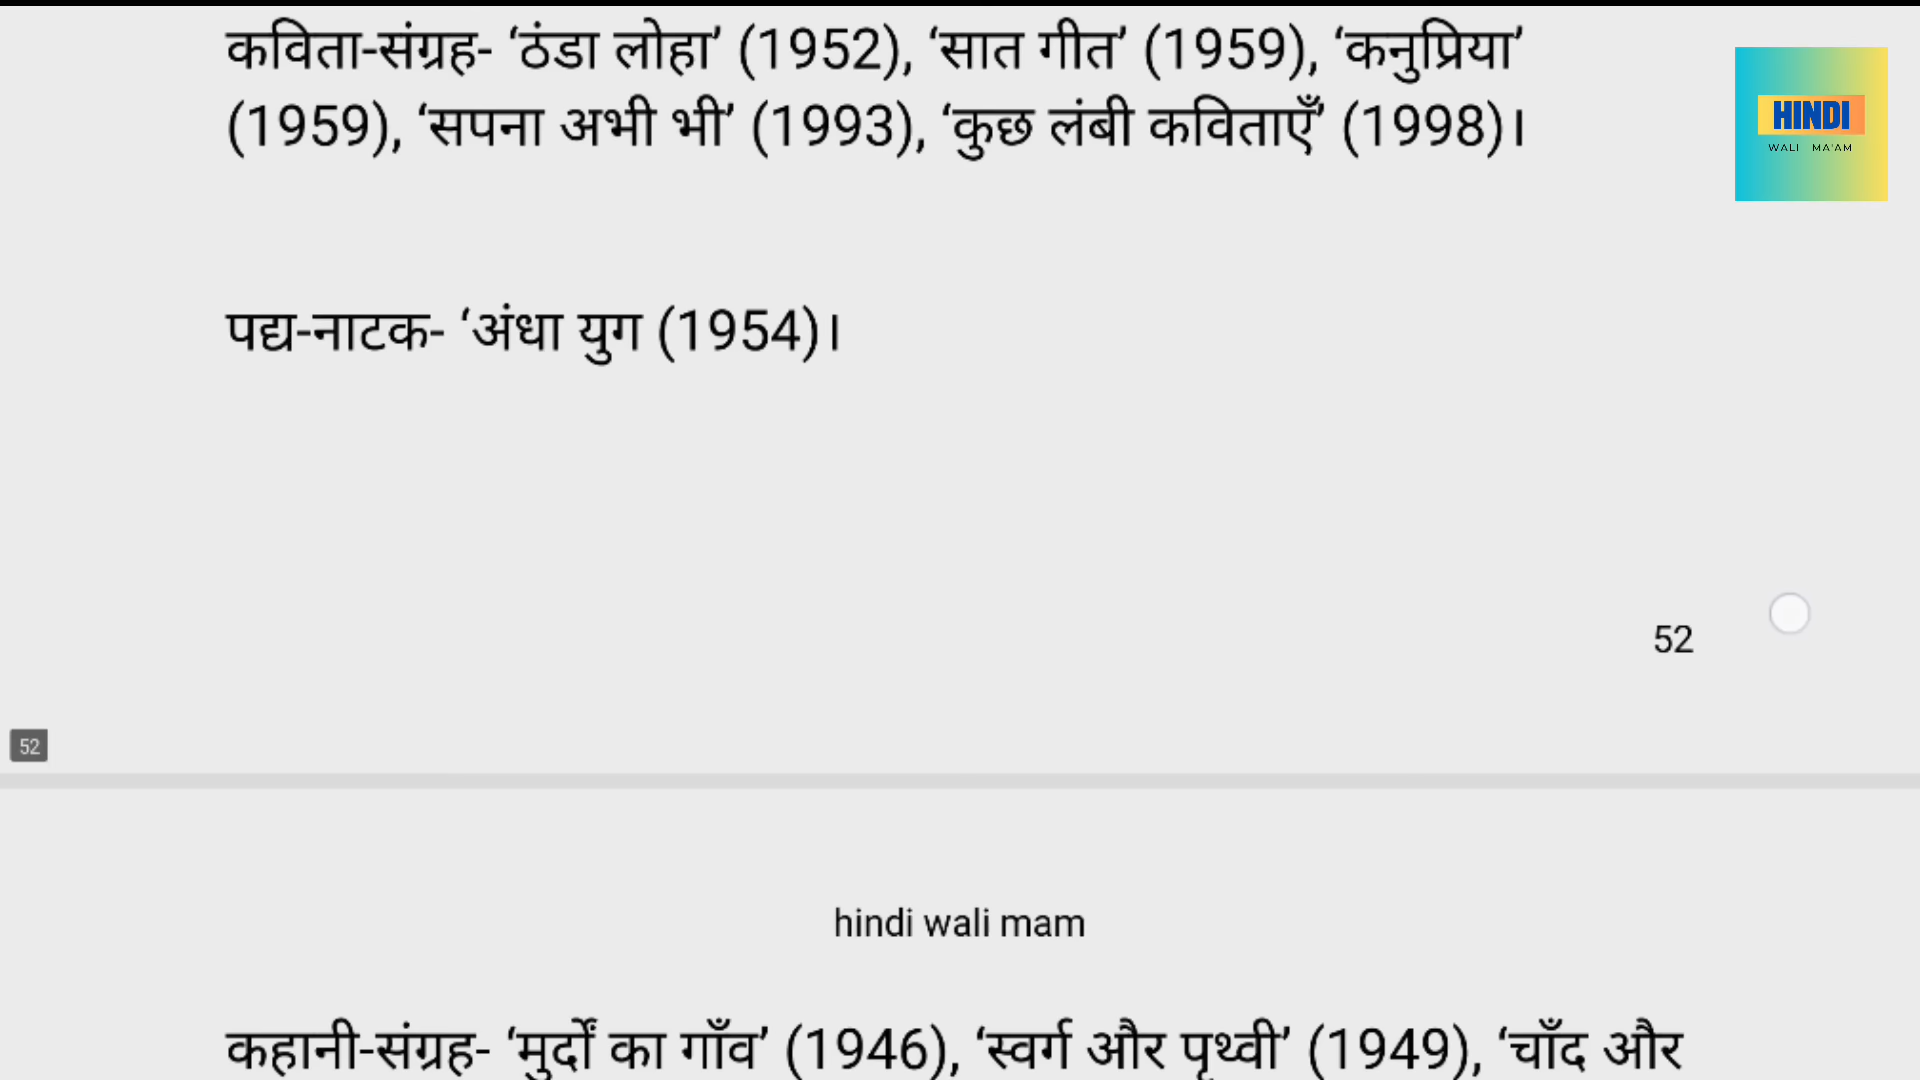 कविता-संग्रह- ‘ठंडा लोहा’ (1952), ‘सात गीत’ (1959), ‘कनुप्रिया’
(1959), ‘सपना अभी भी’ (1993), ‘कुछ लंबी कविताएँ’ (1998)।
HINDI
WALI MA'AM
पद्य-नाटक- ‘अंधा युग (1954)।
52
52
hindi wali mam
कहानी-संग्रह- ‘मुर्दों का गाँव’ (1946), ‘स्वर्ग और पृथ्वी’ (1949), ‘चाँद और